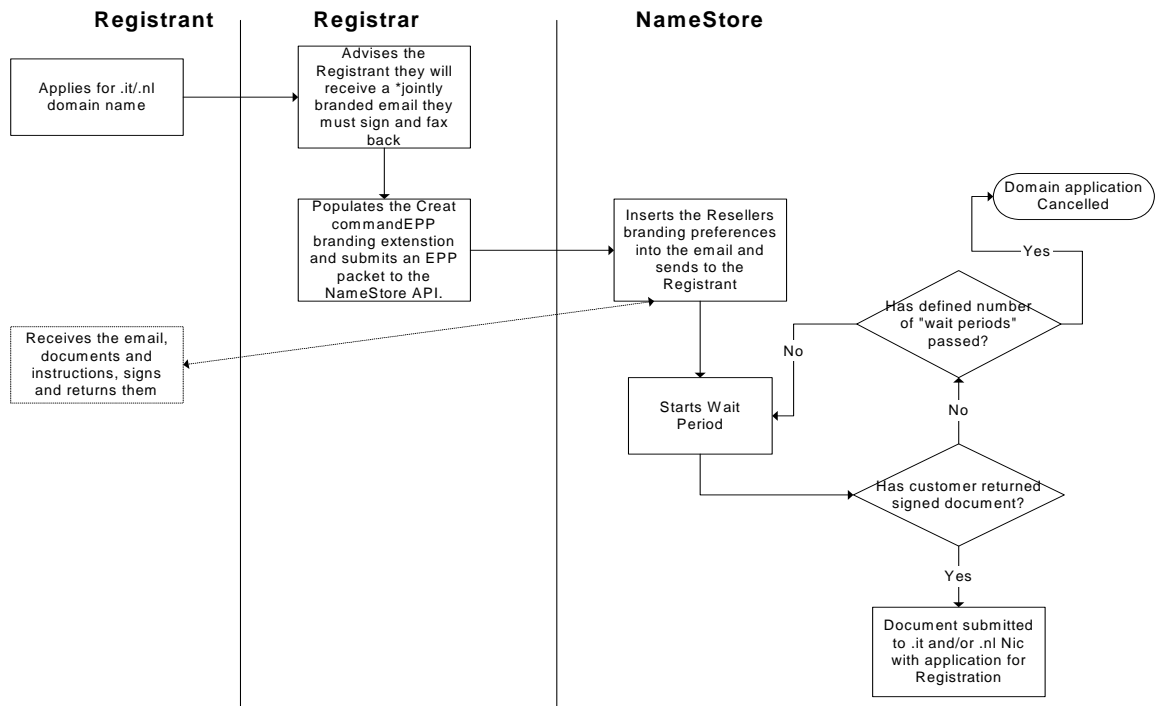 Registrant
Registrar
NameStore
Applies for .it/.nl
domain name
Advises the
Registrant they will
receive a *jointly
branded email they
must sign and fax
back
Populates the Creat
commandEPP
branding extenstion
and submits an EPP
packet to the
NameStore API.
Inserts the Resellers
branding preferences
into the email and
sends to the
Registrant
Domain application
Cancelled
Yes
Has defined number
of "wait periods"
passed?
No
Receives the email,
documents and
instructions, signs
and returns them
Starts Wait
Period
No
Has customer returned
signed document?
Yes
Document submitted
to .it and/or .nl Nic
with application for
Registration